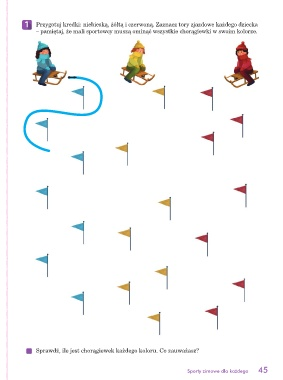 1 Przygotuj kredki: niebieską, żółtą i czerwoną. Zaznacz tory zjazdowe każdego dziecka
– pamiętaj, że mali sportowcy muszą ominąć wszystkie chorągiewki w swoim kolorze.
Sprawdź, ile jest chorągiewek każdego koloru. Co zauważasz?
Sporty zimowe dla każdego 45